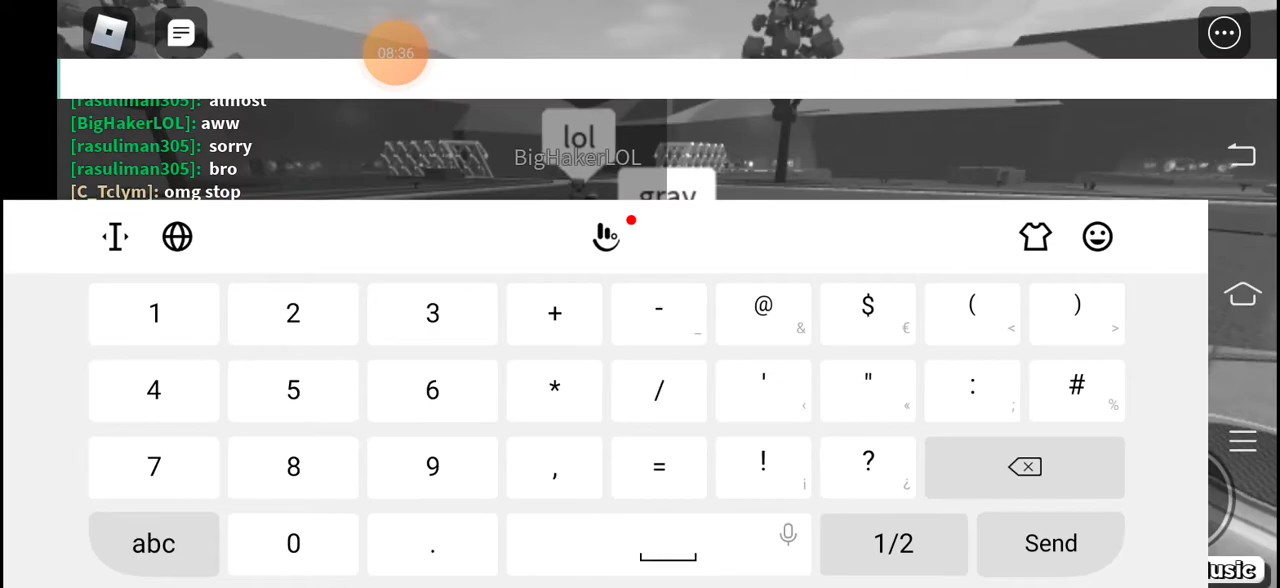 08:36
[rasuliman305]: almost
[BigHakerLOL]: aww
[rasuliman305]: sorry
[rasuliman305]: bro
[C_Tclym]: omg stop
lol
BigHakerLOL
gray
1 2 3 + - _ @ & $ € ( < ) >
4 5 6 * / ' ‹ " « : ; # %
7 8 9 , = ! ¡ ? ¿
abc 0 . 1/2 Send
usic